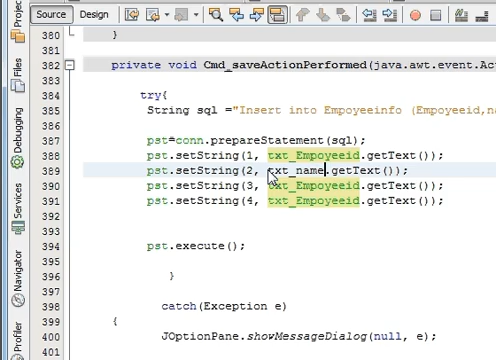 Source Design
380 }
381
382 private void Cmd_saveActionPerformed(java.awt.event.Act
383
384 try{
385 String sql ="Insert into Empoyeeinfo (Empoyeeid,na
386
387 pst=conn.prepareStatement(sql);
388 pst.setString(1, txt_Empoyeeid.getText());
389 pst.setString(2, txt_name.getText());
390 pst.setString(3, txt_Empoyeeid.getText());
391 pst.setString(4, txt_Empoyeeid.getText());
392
393
394 pst.execute();
395
396 }
397
398 catch(Exception e)
399 {
400 JOptionPane.showMessageDialog(null, e);
401
Files
Debugging
Services
Navigator
Profiler